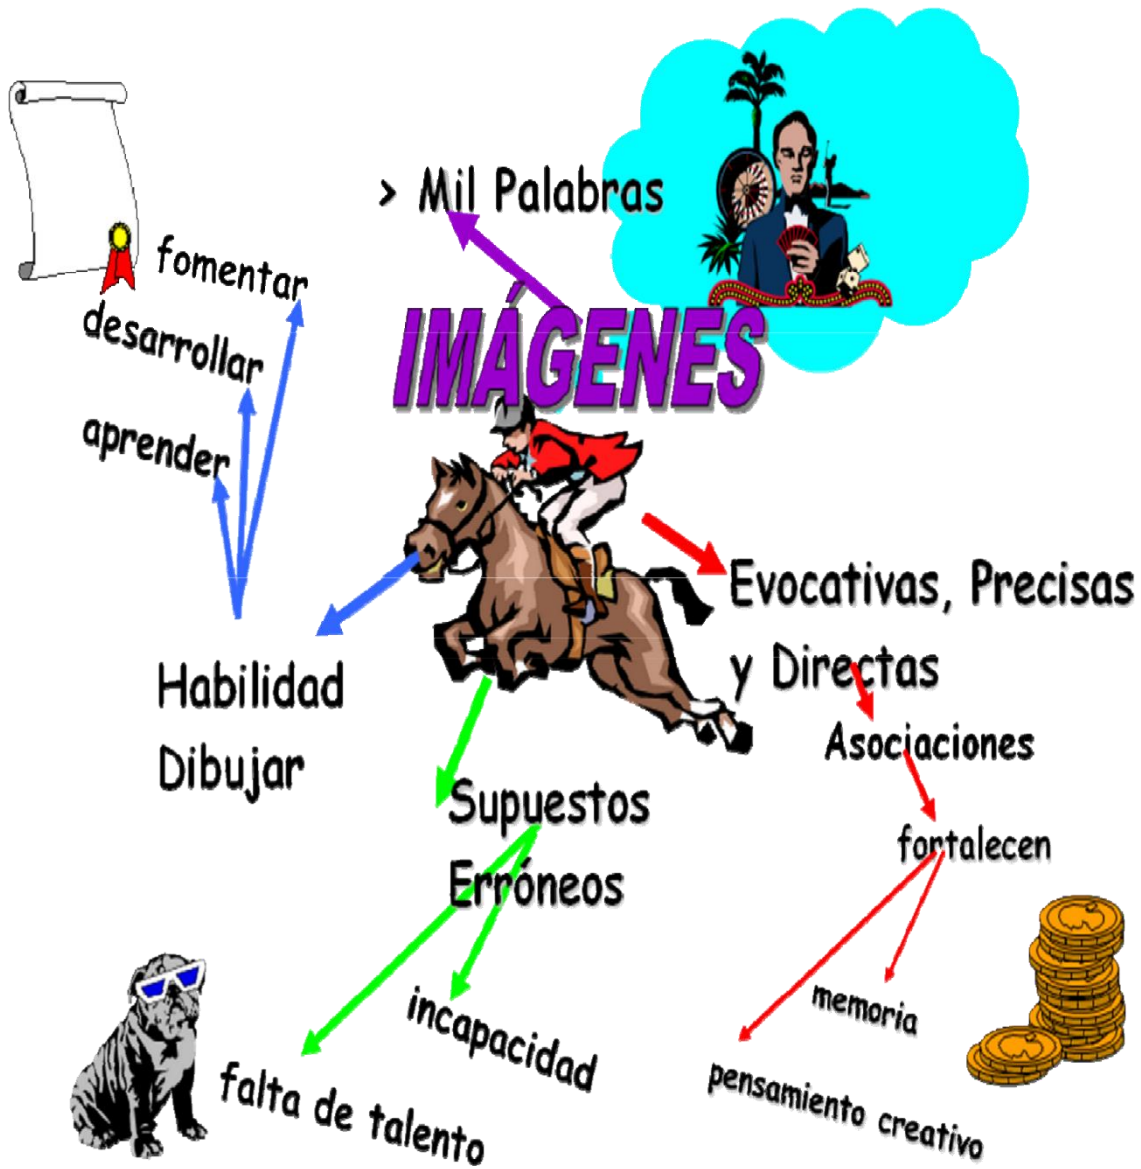 > Mil Palabras
fomentar
desarrollar
IMÁGENES
aprender
Evocativas, Precisas
y Directas
Habilidad
Dibujar
Asociaciones
Supuestos
Erróneos
fortalecen
memoria
incapacidad
pensamiento creativo
falta de talento